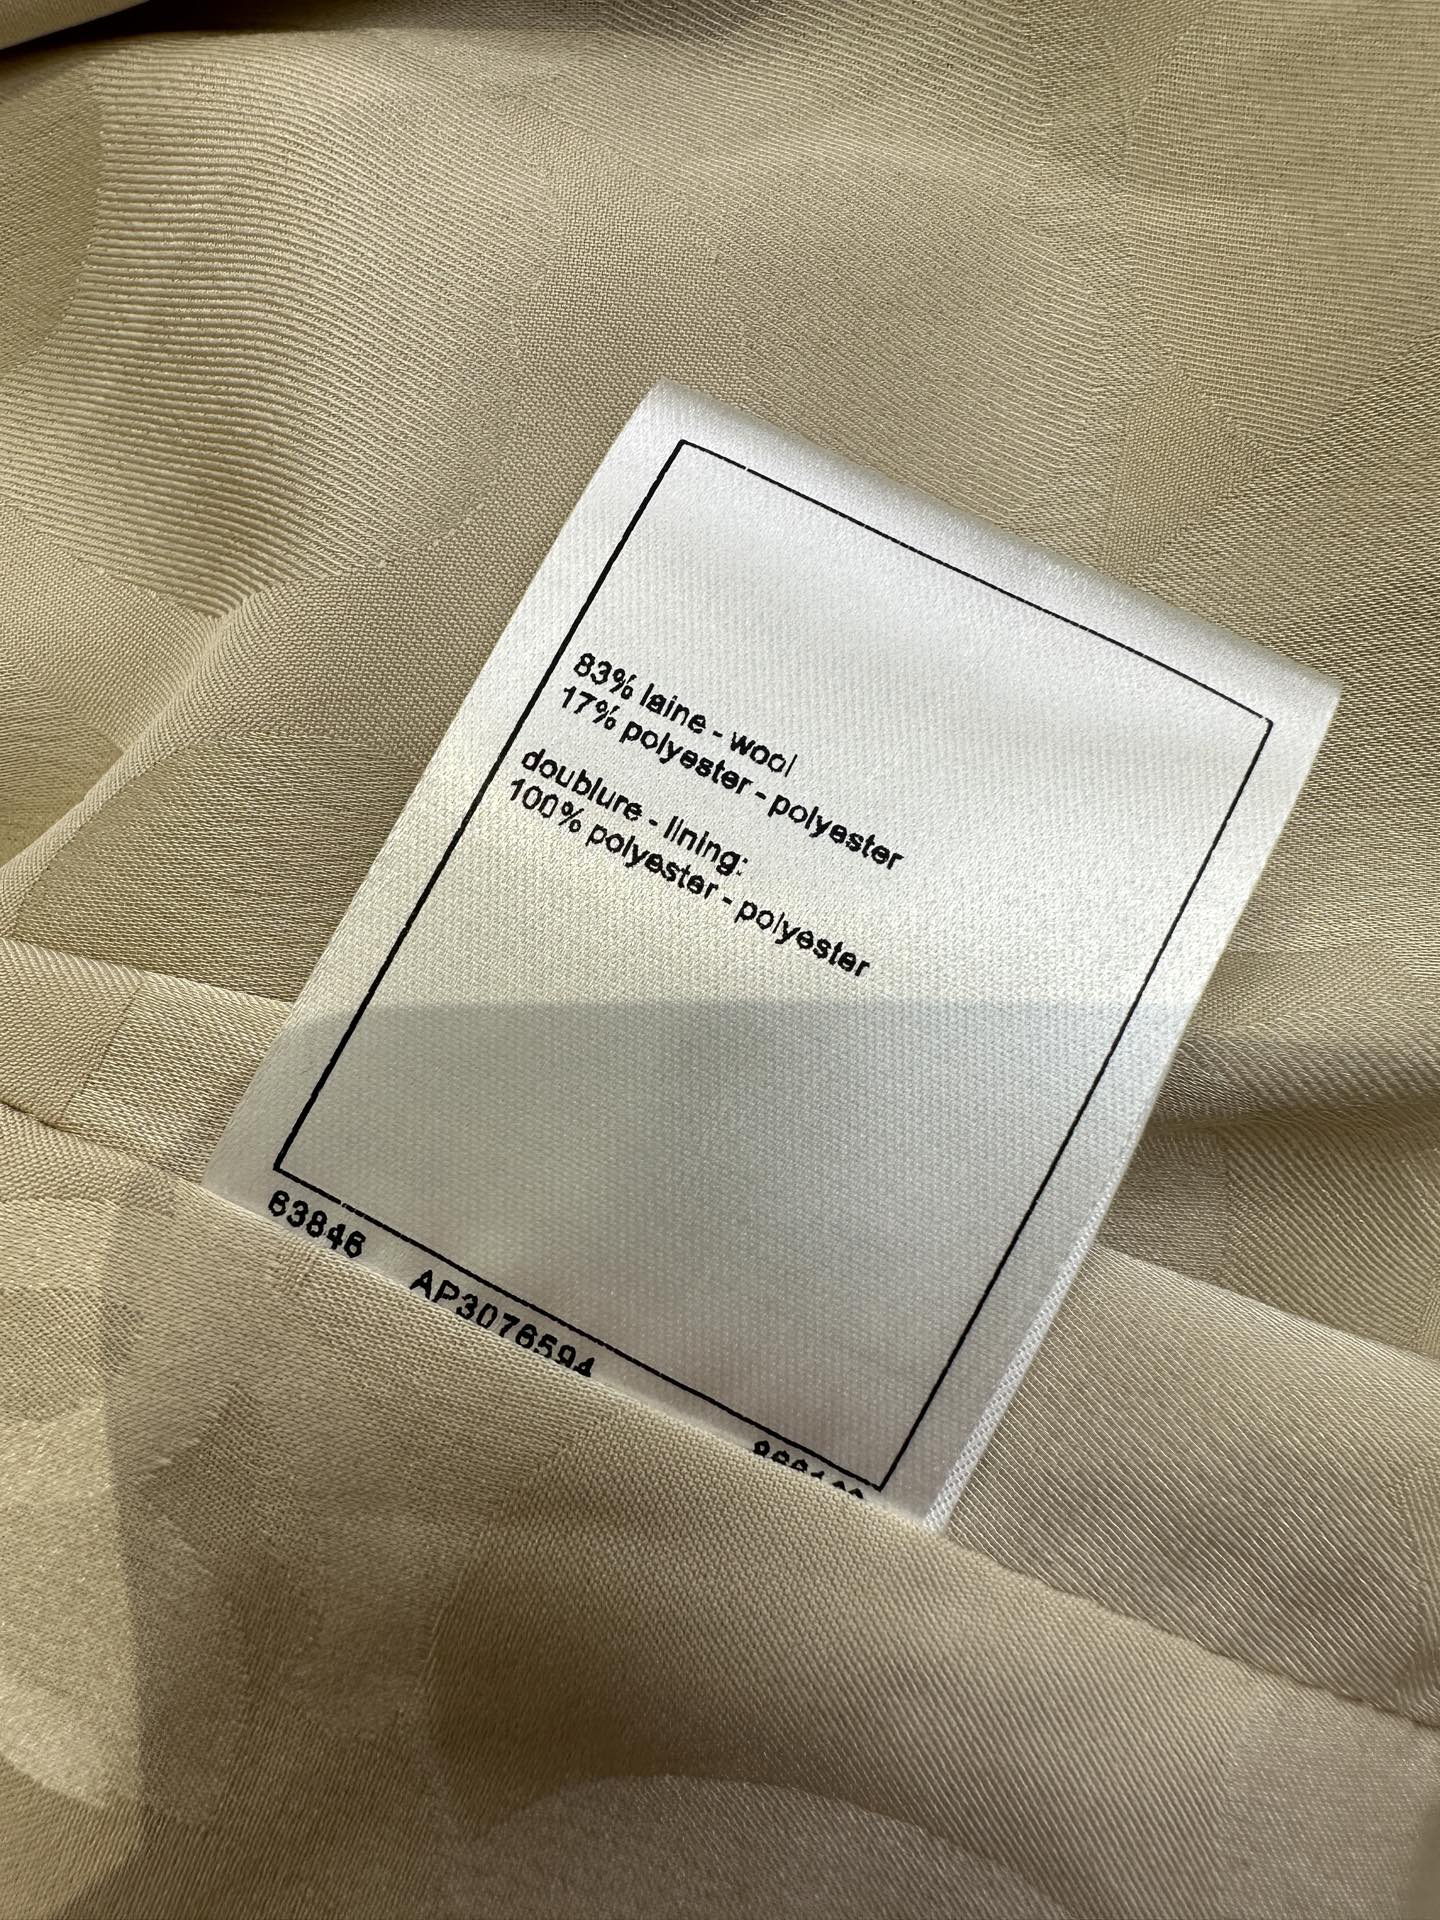 83% laine - wool
17% polyester - polyester
doublure - lining:
100% polyester - polyester
63846 AP3076594